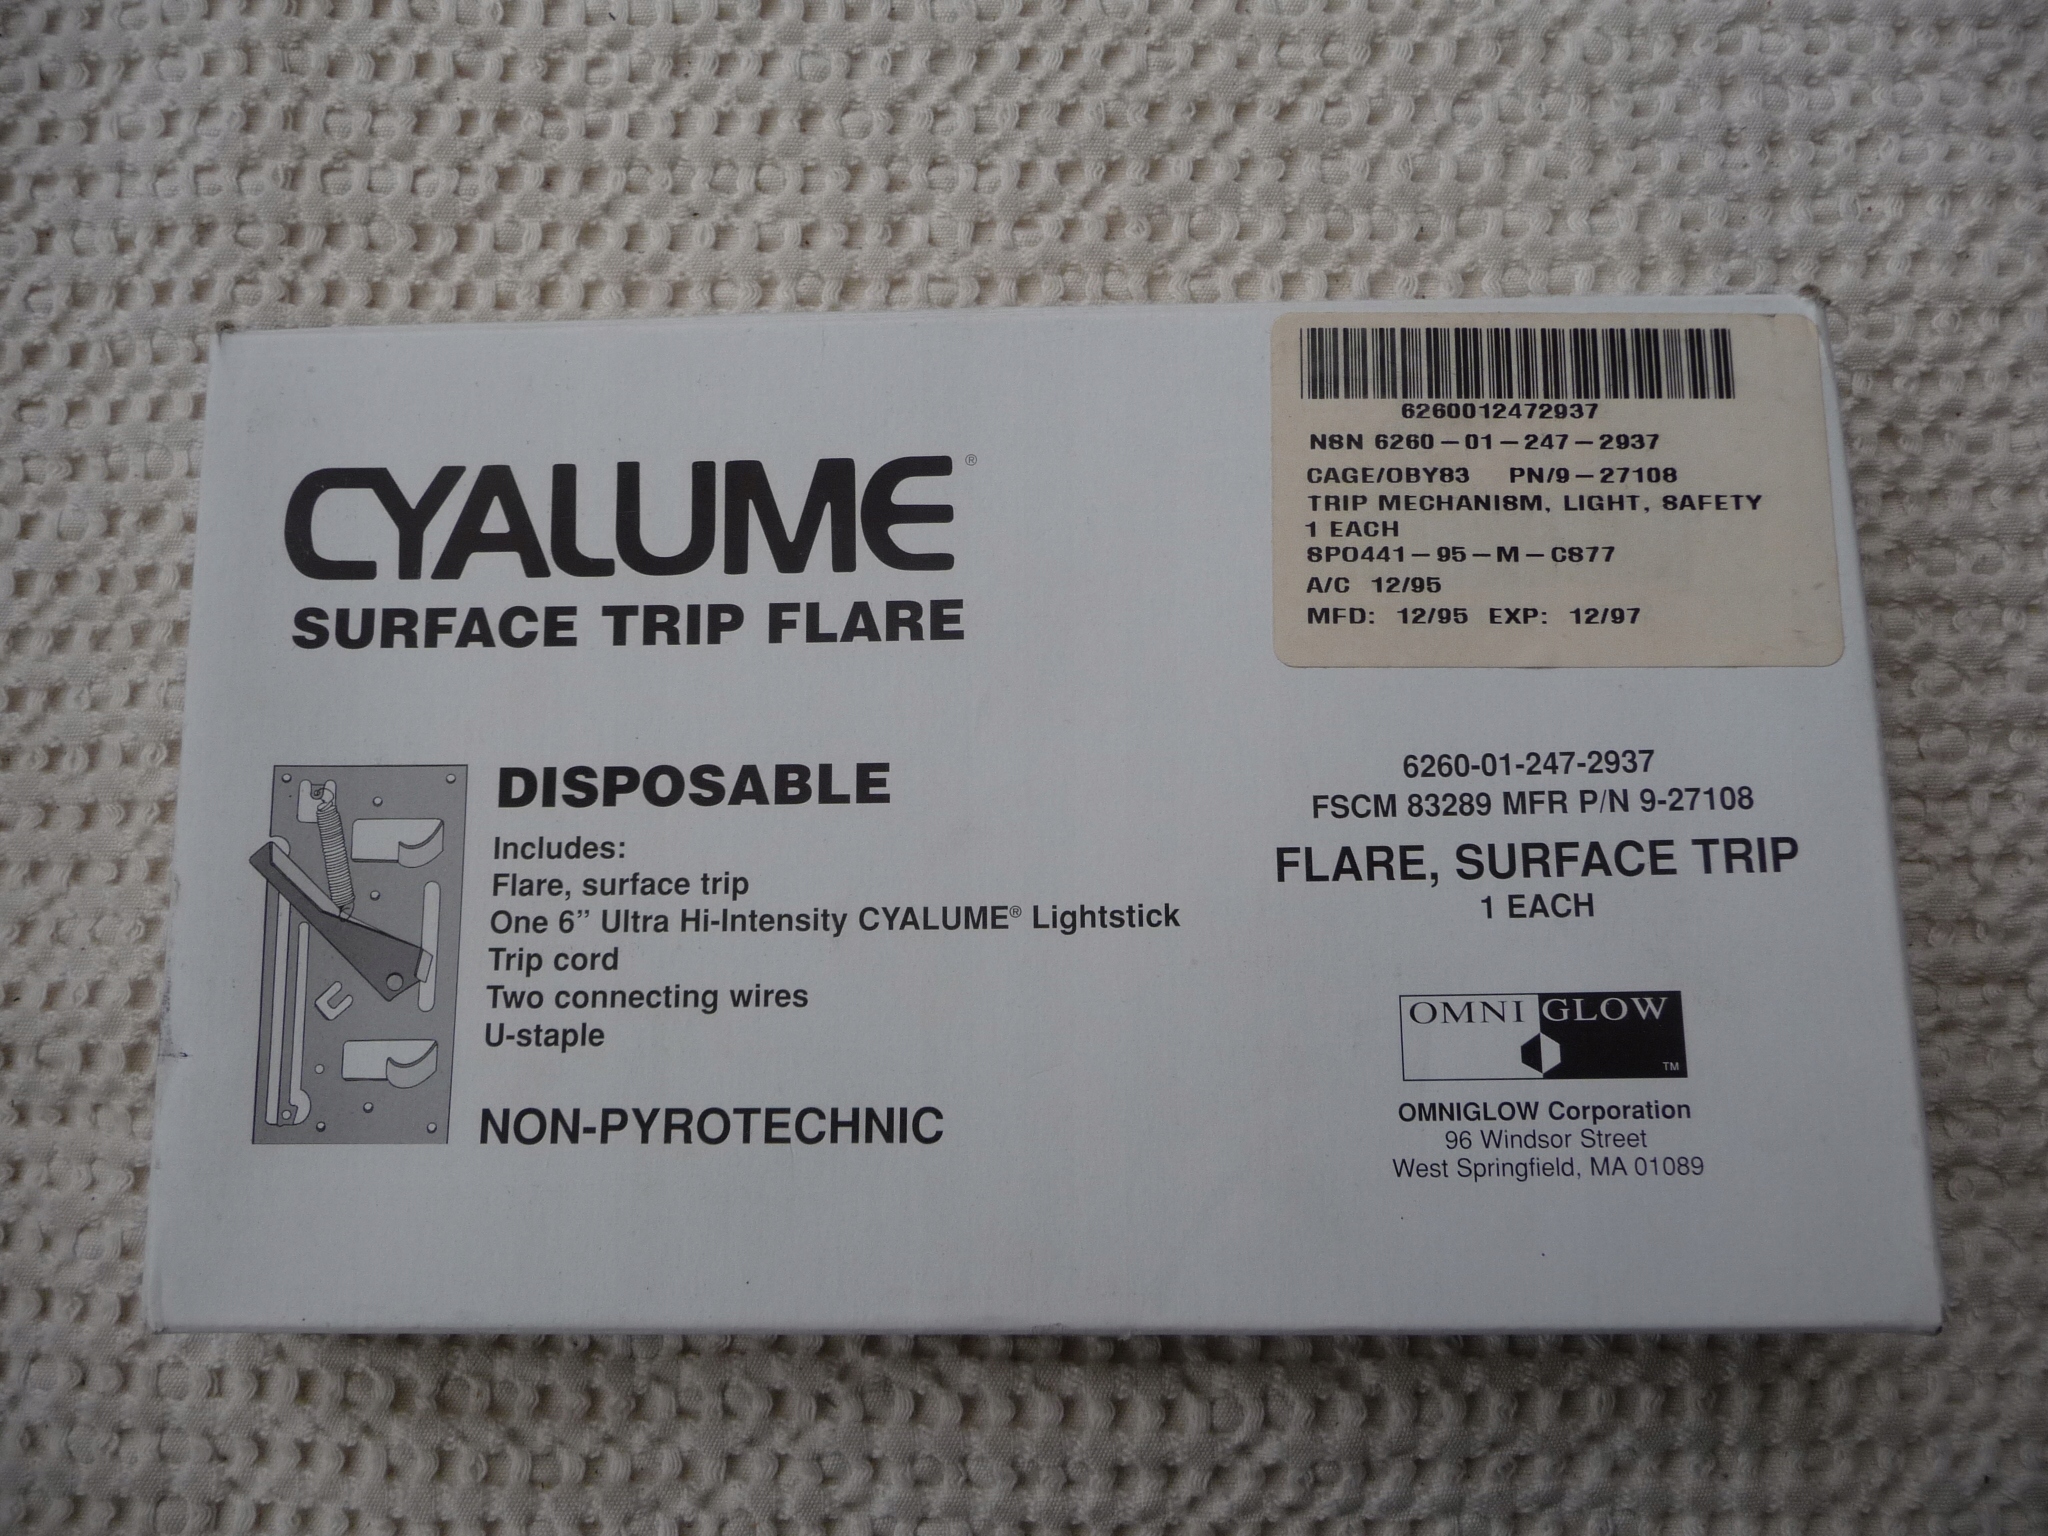 CYALUME®
SURFACE TRIP FLARE
DISPOSABLE
Includes:
Flare, surface trip
One 6” Ultra Hi-Intensity CYALUME® Lightstick
Trip cord
Two connecting wires
U-staple
NON-PYROTECHNIC
6260012472937
NSN 6260-01-247-2937
CAGE/OBY83 PN/9-27108
TRIP MECHANISM, LIGHT, SAFETY
1 EACH
SPO441-95-M-C877
A/C 12/95
MFD: 12/95 EXP: 12/97
6260-01-247-2937
FSCM 83289 MFR P/N 9-27108
FLARE, SURFACE TRIP
1 EACH
OMNIGLOW
TM
OMNIGLOW Corporation
96 Windsor Street
West Springfield, MA 01089